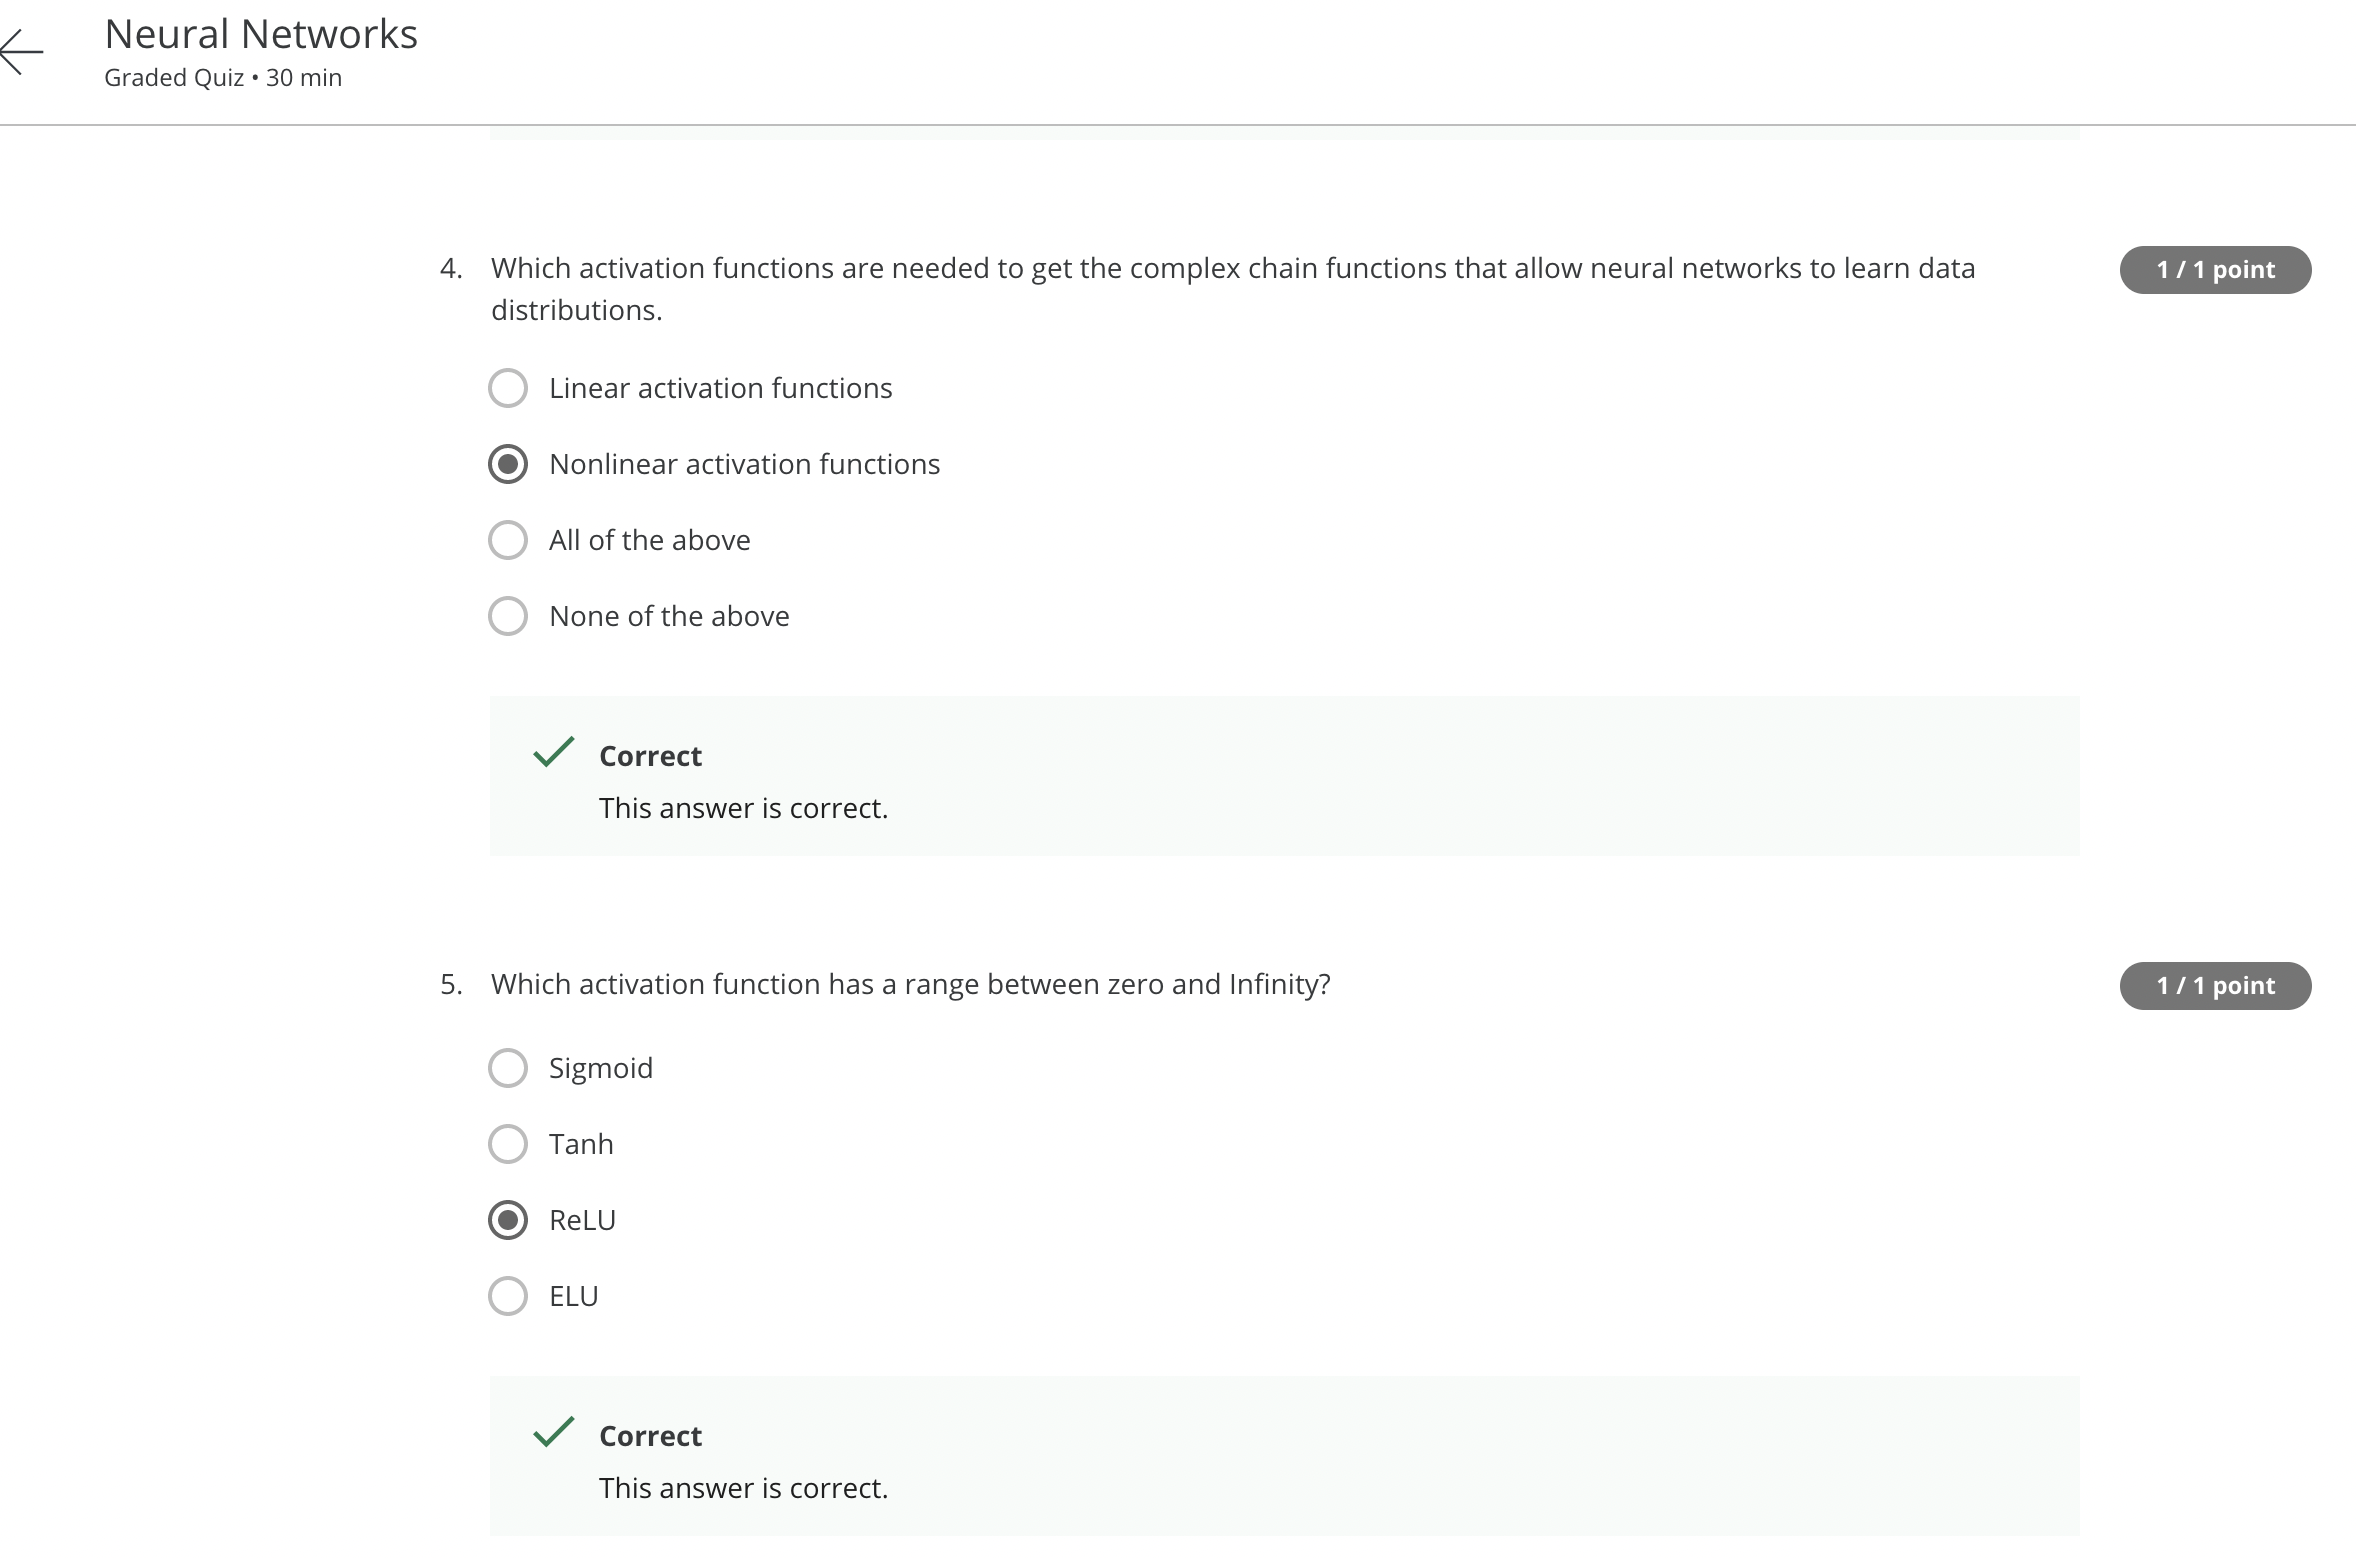 Neural Networks
Graded Quiz • 30 min
4. Which activation functions are needed to get the complex chain functions that allow neural networks to learn data
distributions.
1 / 1 point
Linear activation functions
Nonlinear activation functions
All of the above
None of the above
Correct
This answer is correct.
5. Which activation function has a range between zero and Infinity?
1 / 1 point
Sigmoid
Tanh
ReLU
ELU
Correct
This answer is correct.